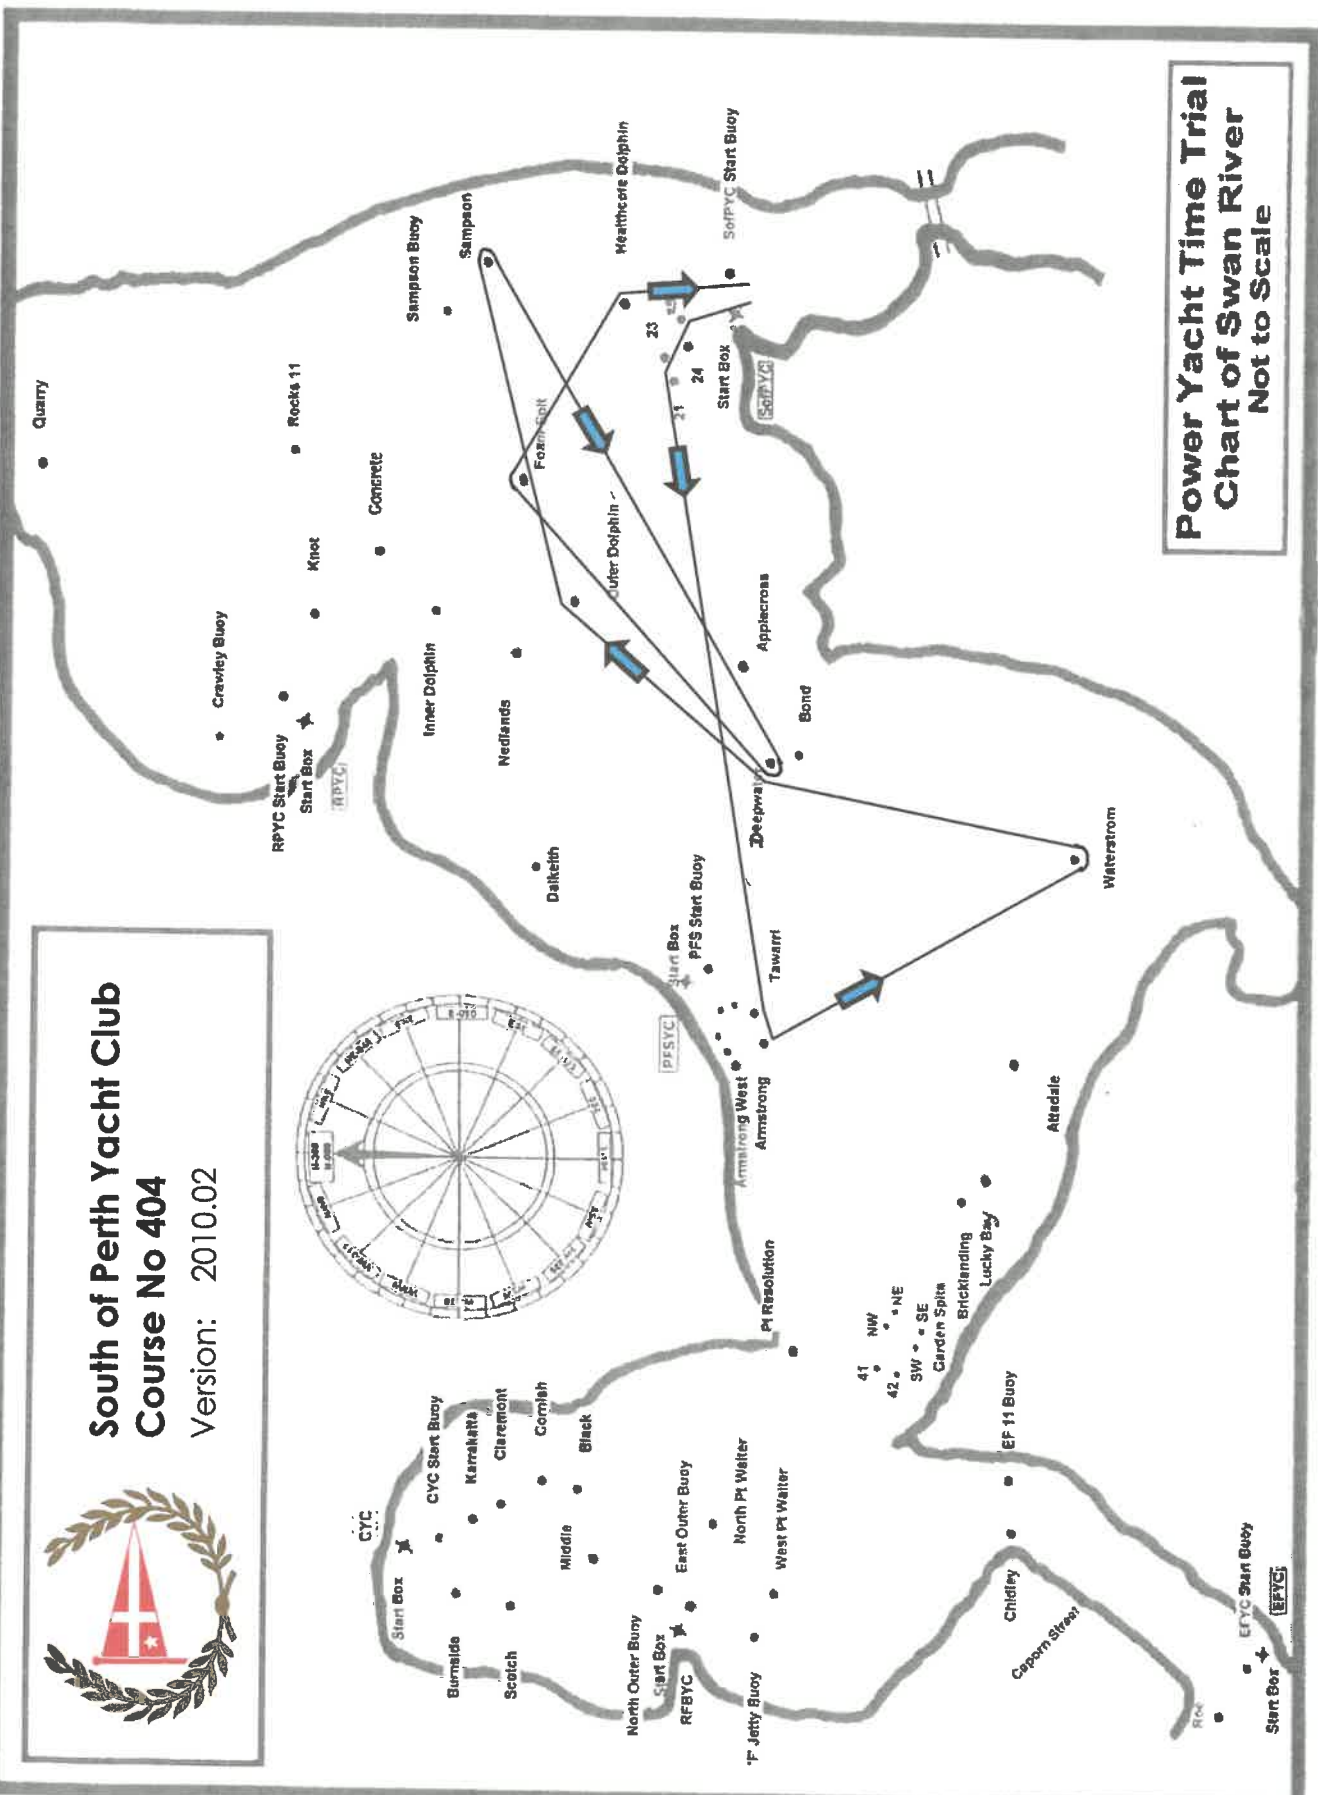 South of Perth Yacht Club
Course No 404
Version: 2010.02
Power Yacht Time Trial
Chart of Swan River
Not to Scale
CYC
Start Box
CYC Start Buoy
Karrakatta
Claremont
Cornish
Black
Burnside
Scotch
Middle
North Outer Buoy
Start Box
RFBYC
East Outer Buoy
North Pt Walter
West Pt Walter
"F" Jetty Buoy
Pt Resolution
41
NW
NE
42
SW
SE
Garden Spits
Bricklanding
Lucky Bay
EF 11 Buoy
Chidley
Caporn Street
Roe
EFYC Start Buoy
EFYC
Start Box
Attadale
Armstrong West
Armstrong
PFSYC
Start Box
PFS Start Buoy
Tawarri
Dalkeith
Deepwater
Waterstrom
Bond
Applecross
Nedlands
Inner Dolphin
Outer Dolphin
RPYC Start Buoy
Start Box
RPYC
Crawley Buoy
Knot
Concrete
Rocks 11
Quarry
Foam Spit
Sampson Buoy
Sampson
Heathcote Dolphin
SofPYC Start Buoy
23
25
24
21
Start Box
SofPYC
N-360
N-000